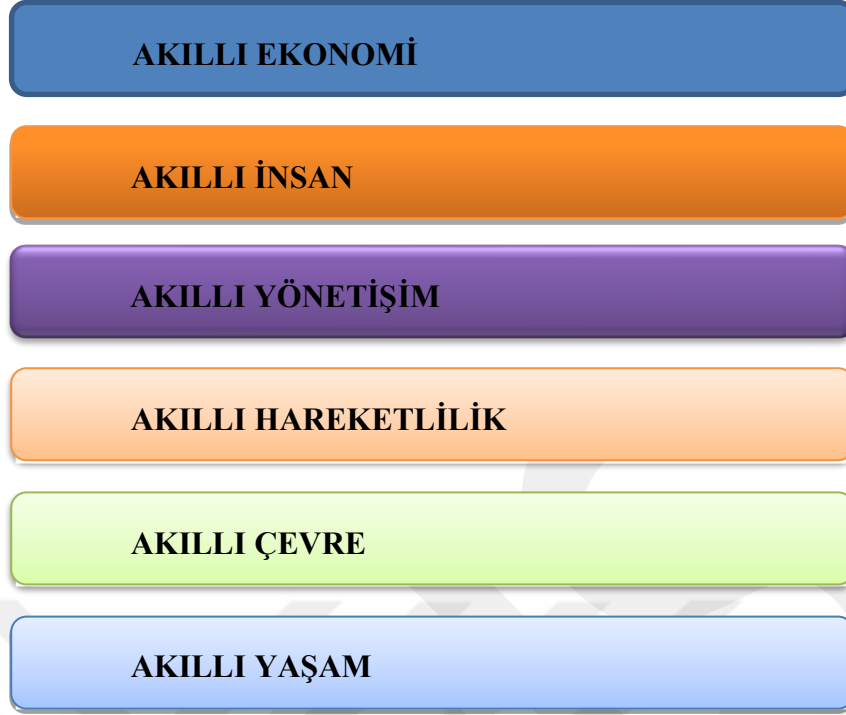 AKILLI EKONOMİ
AKILLI İNSAN
AKILLI YÖNETİŞİM
AKILLI HAREKETLİLİK
AKILLI ÇEVRE
AKILLI YAŞAM